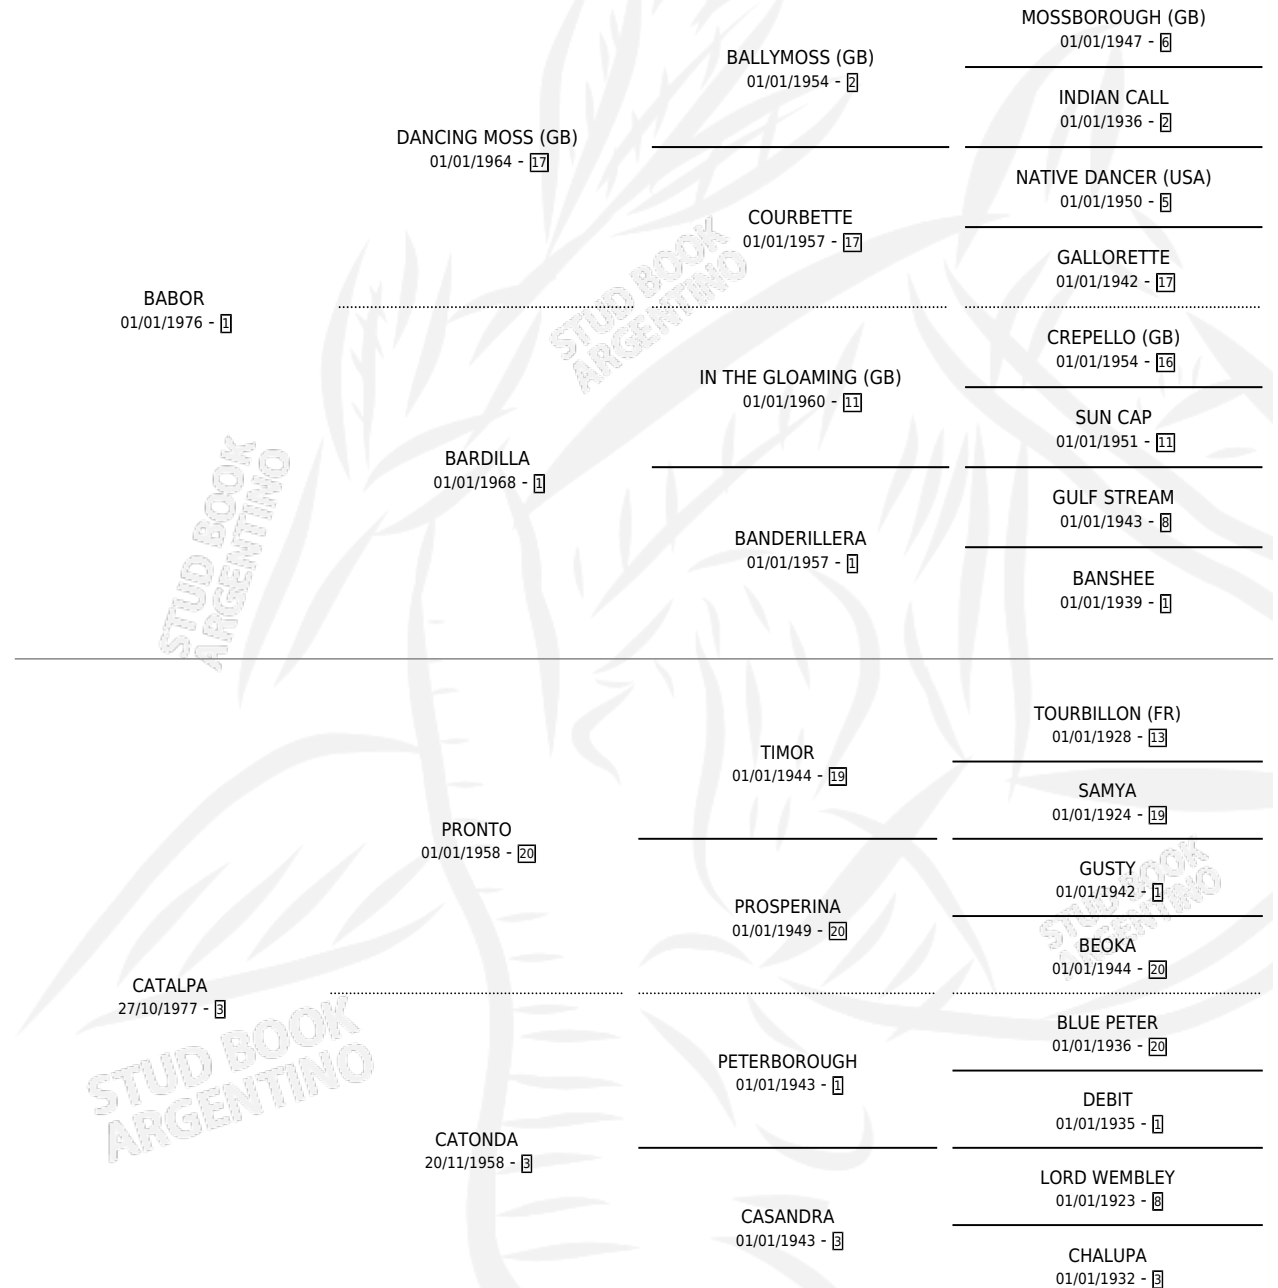 MOSSBOROUGH (GB)
01/01/1947 - 6
BALLYMOSS (GB)
01/01/1954 - 2
INDIAN CALL
01/01/1936 - 2
DANCING MOSS (GB)
01/01/1964 - 17
NATIVE DANCER (USA)
01/01/1950 - 5
COURBETTE
01/01/1957 - 17
GALLORETTE
01/01/1942 - 17
BABOR
01/01/1976 - 1
CREPELLO (GB)
01/01/1954 - 16
IN THE GLOAMING (GB)
01/01/1960 - 11
SUN CAP
01/01/1951 - 11
BARDILLA
01/01/1968 - 1
GULF STREAM
01/01/1943 - 8
BANDERILLERA
01/01/1957 - 1
BANSHEE
01/01/1939 - 1
TOURBILLON (FR)
01/01/1928 - 13
TIMOR
01/01/1944 - 19
SAMYA
01/01/1924 - 19
PRONTO
01/01/1958 - 20
GUSTY
01/01/1942 - 1
PROSPERINA
01/01/1949 - 20
BEOKA
01/01/1944 - 20
CATALPA
27/10/1977 - 3
BLUE PETER
01/01/1936 - 20
PETERBOROUGH
01/01/1943 - 1
DEBIT
01/01/1935 - 1
CATONDA
20/11/1958 - 3
LORD WEMBLEY
01/01/1923 - 8
CASANDRA
01/01/1943 - 3
CHALUPA
01/01/1932 - 3
STUD BOOK
ARGENTINO
STUD BOOK
ARGENTINO
STUD BOOK
ARGENTINO
STUD BOOK
ARGENTINO